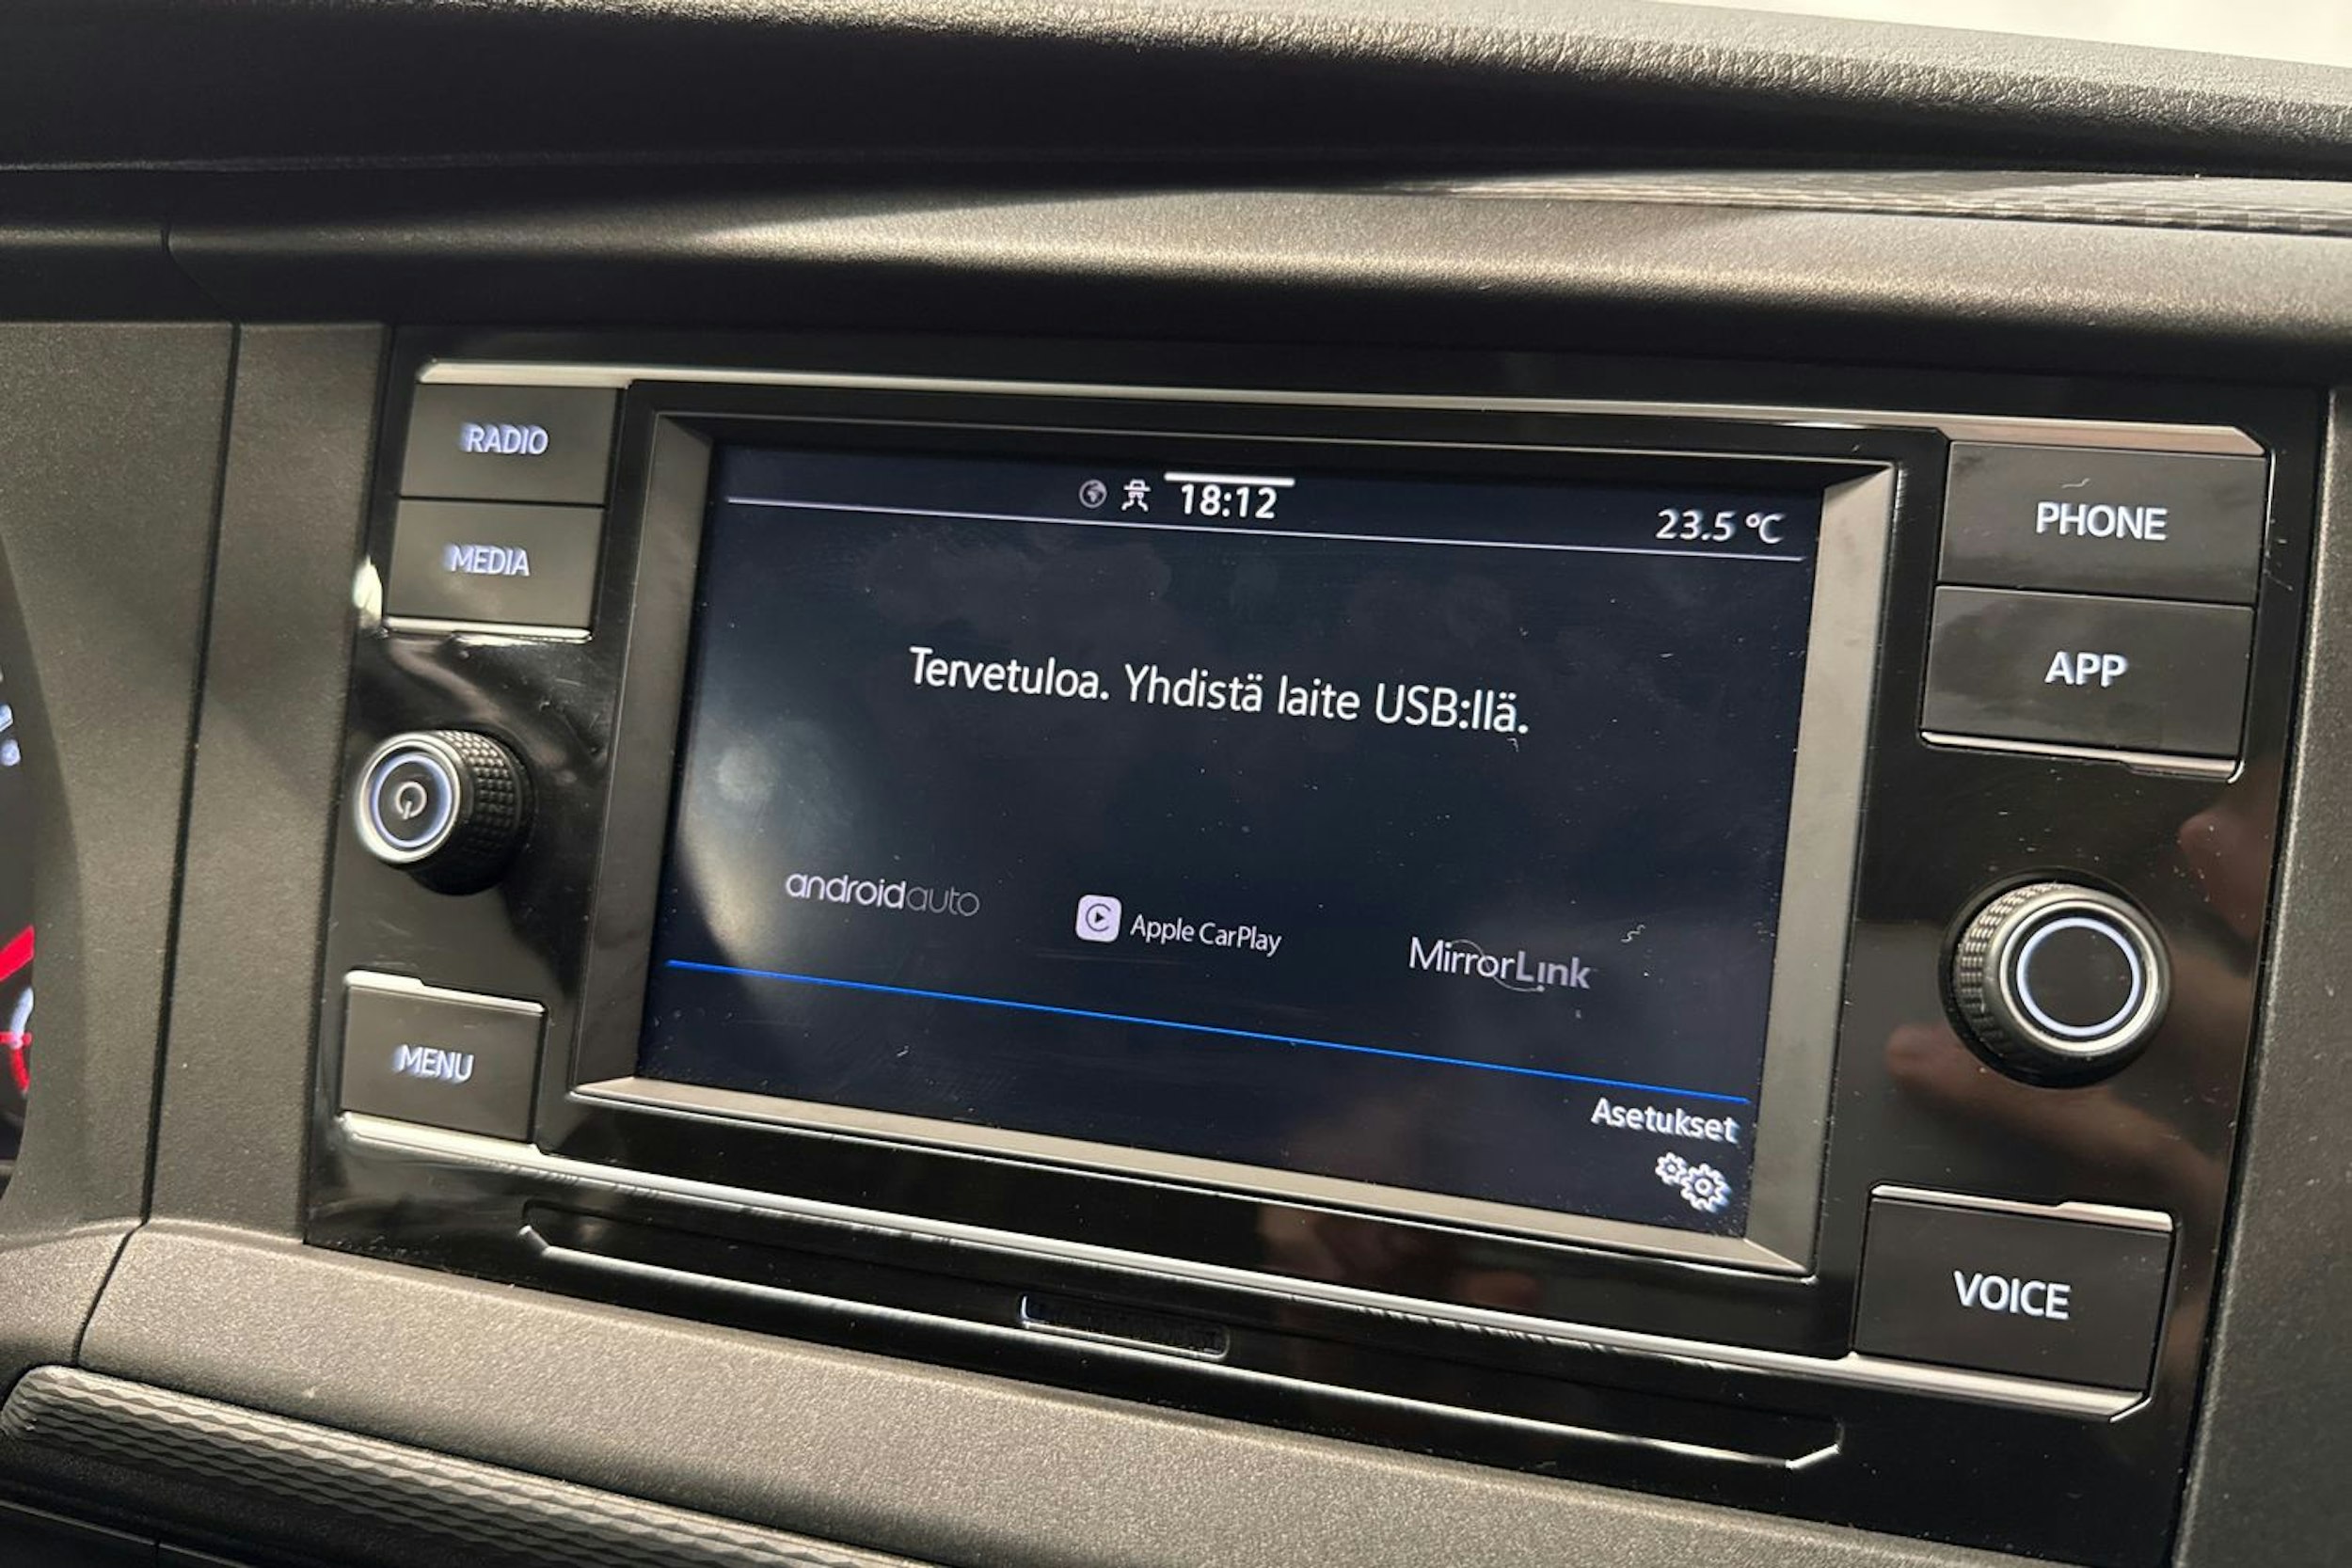 RADIO
MEDIA
MENU
18:12
23.5 °C
Tervetuloa. Yhdistä laite USB:llä.
androidauto
Apple CarPlay
MirrorLink
Asetukset
PHONE
APP
VOICE